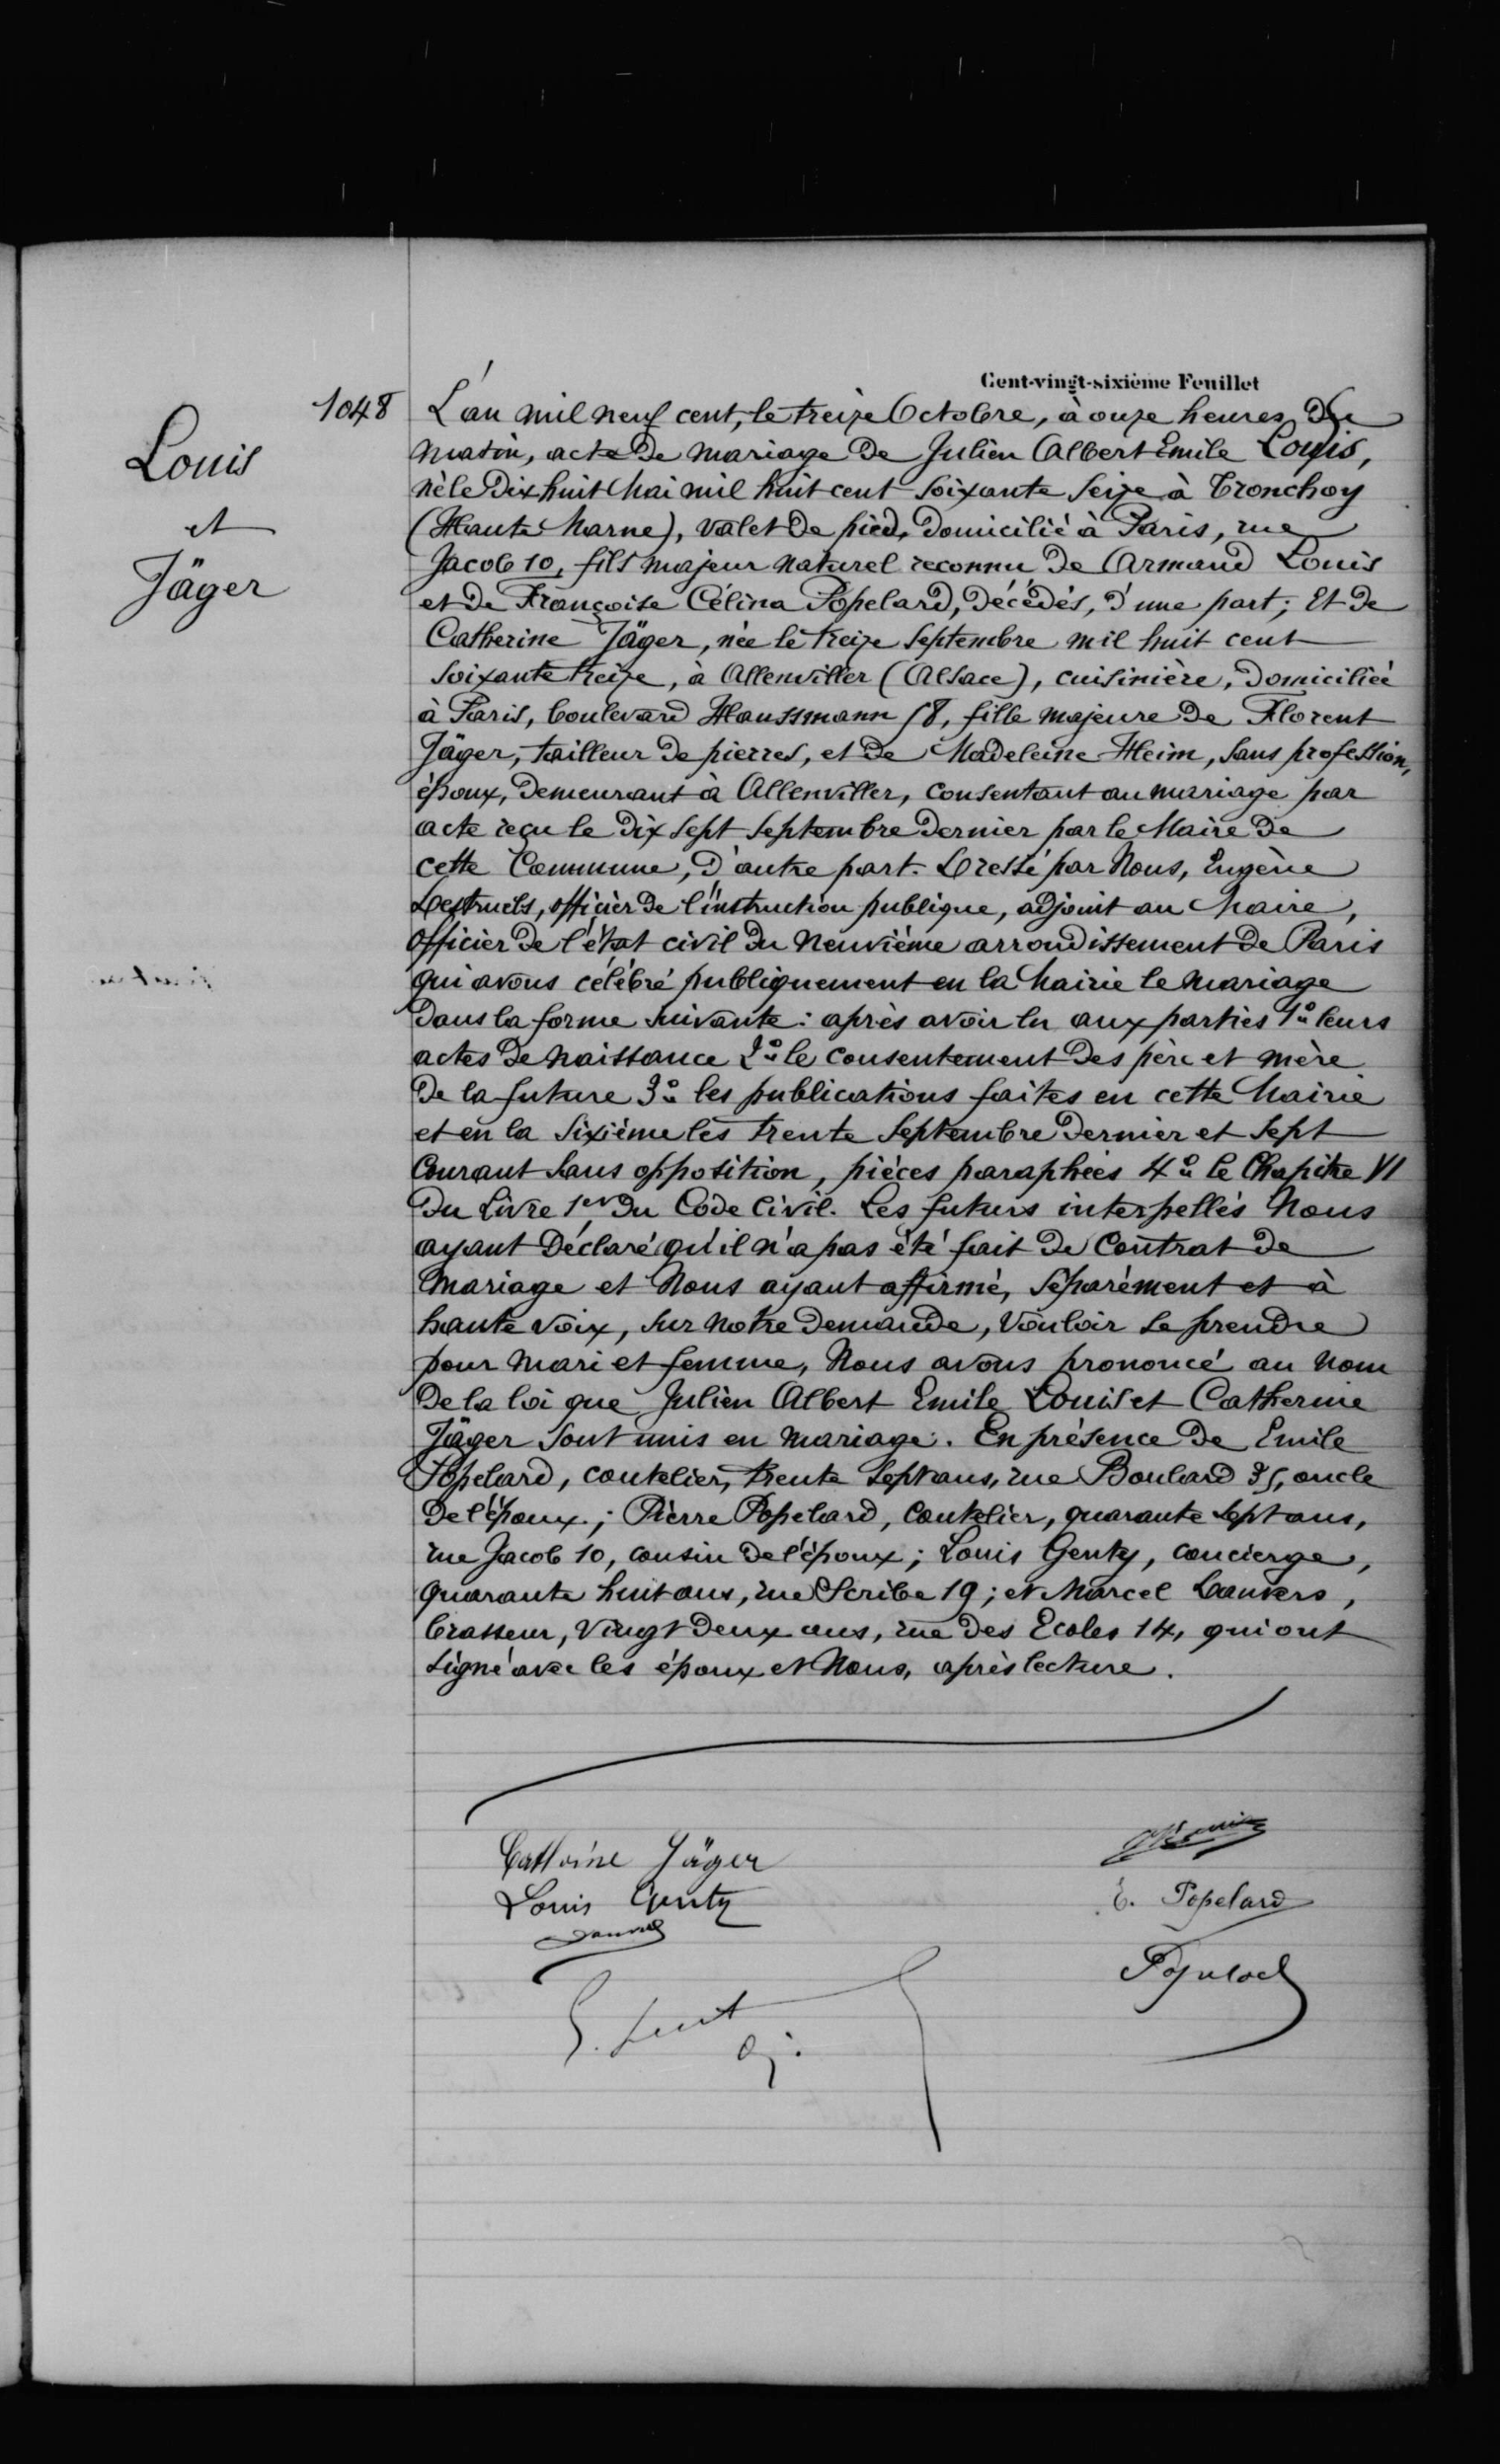 Cent-vingt-sixième Feuillet
1048
Louis
et
Jäger
L'an mil neuf cent, le treize Octobre, à onze heures du
matin, acte de mariage de Julien Albert Emile Louis,
né le dix huit Mai mil huit cent soixante seize à Tronchoy
(Haute Marne), valet de pied, domicilié à Paris, rue
Jacob 10, fils majeur naturel reconnu de Armand Louis
et de Françoise Célina Popelard, décédés, d'une part; Et de
Catherine Jäger, née le treize Septembre mil huit cent
soixante treize, à Allenwiller (Alsace), cuisinière, domiciliée
à Paris, boulevard Haussmann 58, fille majeure de Florent
Jäger, tailleur de pierres, et de Madeleine Heim, sans profession,
époux, demeurant à Allenwiller, consentant au mariage par
acte reçu le dix sept Septembre dernier par le Maire de
cette Commune, d'autre part. Dressé par Nous, Eugène
officier de l'instruction publique, adjoint au Maire,
officier de l'état civil du neuvième arrondissement de Paris
qui avons célébré publiquement en la Mairie le mariage
dans la forme suivante: après avoir lu aux parties 1° leurs
actes de naissance 2° le consentement des père et mère
de la future 3° les publications faites en cette Mairie
et en la sixième les trente Septembre dernier et sept
courant sans opposition, pièces paraphées 4° le Chapitre VI
du Livre 1er du Code Civil. Les futurs interpellés Nous
ayant déclaré qu'il n'a pas été fait de Contrat de
mariage et Nous ayant affirmé, séparément et à
haute voix, sur notre demande, vouloir se prendre
pour mari et femme, Nous avons prononcé au nom
de la loi que Julien Albert Emile Louis et Catherine
Jäger sont unis en mariage. En présence de Emile
Popelard, coutelier, trente sept ans, rue Boulard 35, oncle
de l'époux; Pierre Popelard, coutelier, quarante sept ans,
rue Jacob 10, cousin de l'époux; Louis Genty, concierge,
quarante huit ans, rue Scribe 19; et Marcel
brasseur, vingt deux ans, rue des Ecoles 14, qui ont
signé avec les époux et Nous, après lecture.
Catherine Jäger
Louis Genty
E. Popelard
Popelard